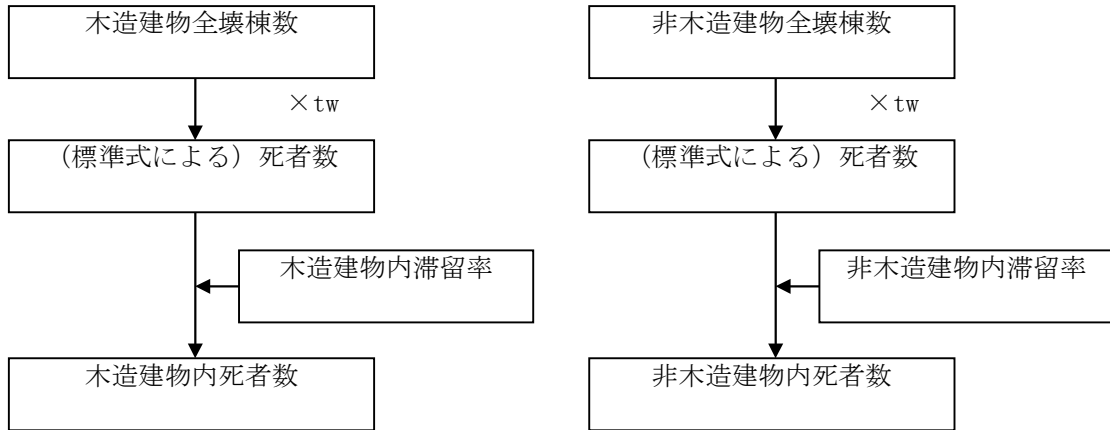 木造建物全壊棟数
非木造建物全壊棟数
×tw
×tw
(標準式による) 死者数
(標準式による) 死者数
木造建物内滞留率
非木造建物内滞留率
木造建物内死者数
非木造建物内死者数